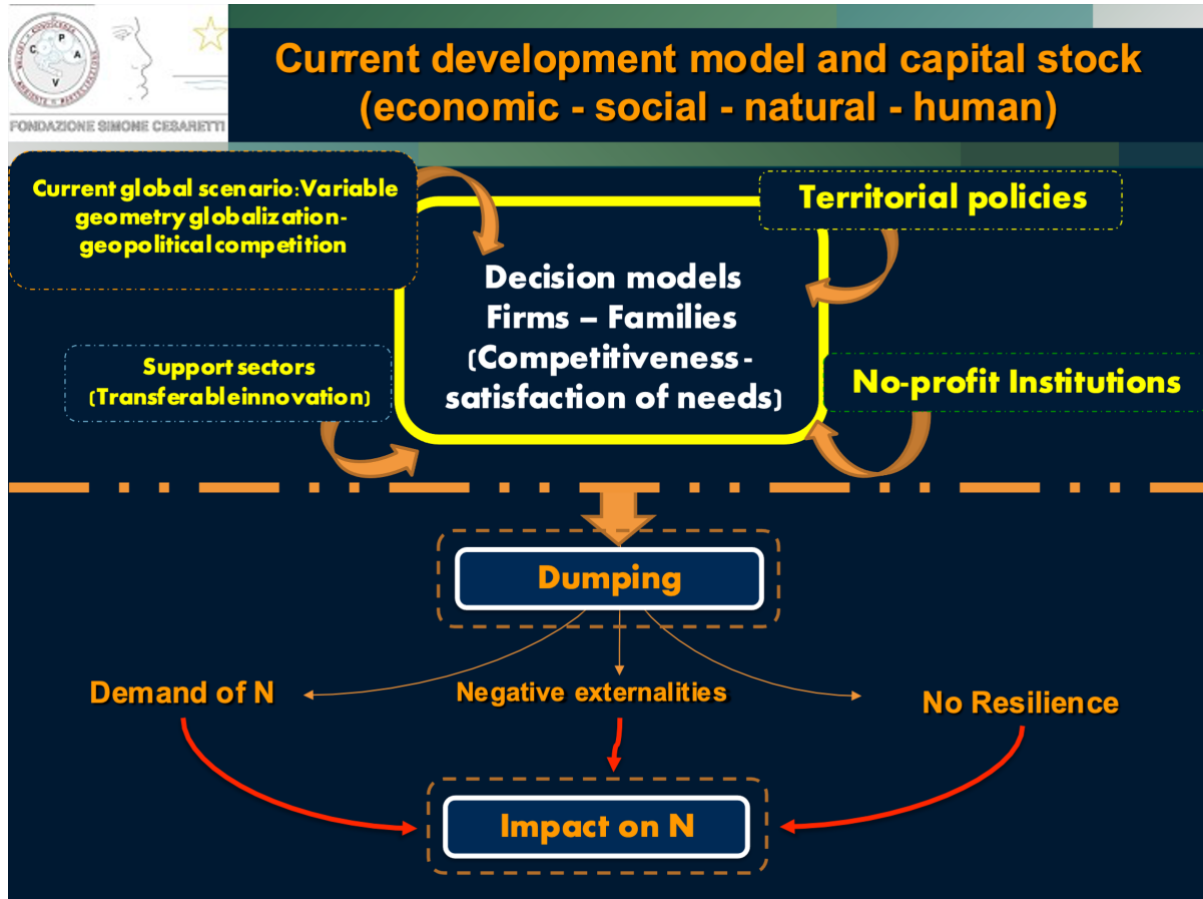 FONDAZIONE SIMONE CESARETTI
Current development model and capital stock
(economic - social - natural - human)
Current global scenario: Variable
geometry globalization-
geopolitical competition
Territorial policies
Decision models
Firms – Families
(Competitiveness -
satisfaction of needs)
Support sectors
(Transferable innovation)
No-profit Institutions
Dumping
Demand of N
Negative externalities
No Resilience
Impact on N